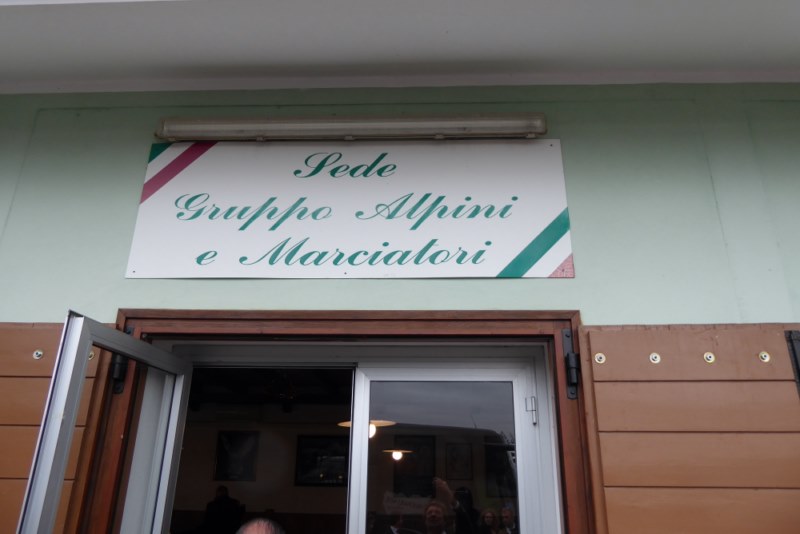 Sede
Gruppo Alpini
e Marciatori